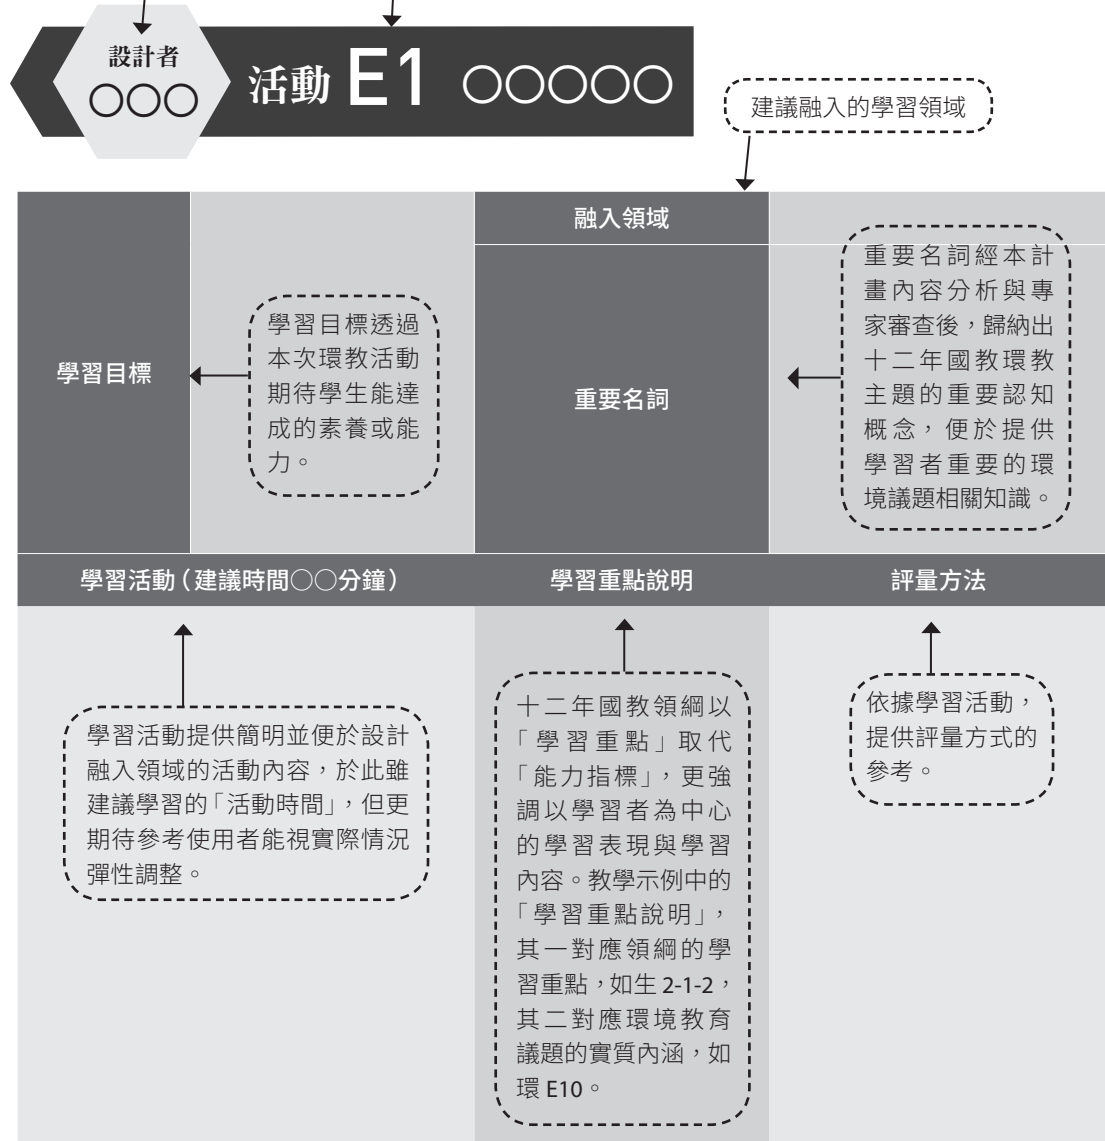 設計者
○○○
活動 E1 ○○○○○
建議融入的學習領域
融入領域
學習目標
學習目標透過
本次環教活動
期待學生能達
成的素養或能
力。
重要名詞
重要名詞經本計
畫內容分析與專
家審查後,歸納出
十二年國教環教
主題的重要認知
概念,便於提供
學習者重要的環
境議題相關知識。
學習活動(建議時間○○分鐘)
學習重點說明
評量方法
學習活動提供簡明並便於設計
融入領域的活動內容,於此雖
建議學習的「活動時間」,但更
期待參考使用者能視實際情況
彈性調整。
十二年國教領綱以
「學習重點」取代
「能力指標」,更強
調以學習者為中心
的學習表現與學習
內容。教學示例中的
「學習重點說明」,
其一對應領綱的學
習重點,如生 2-1-2,
其二對應環境教育
議題的實質內涵,如
環 E10。
依據學習活動,
提供評量方式的
參考。